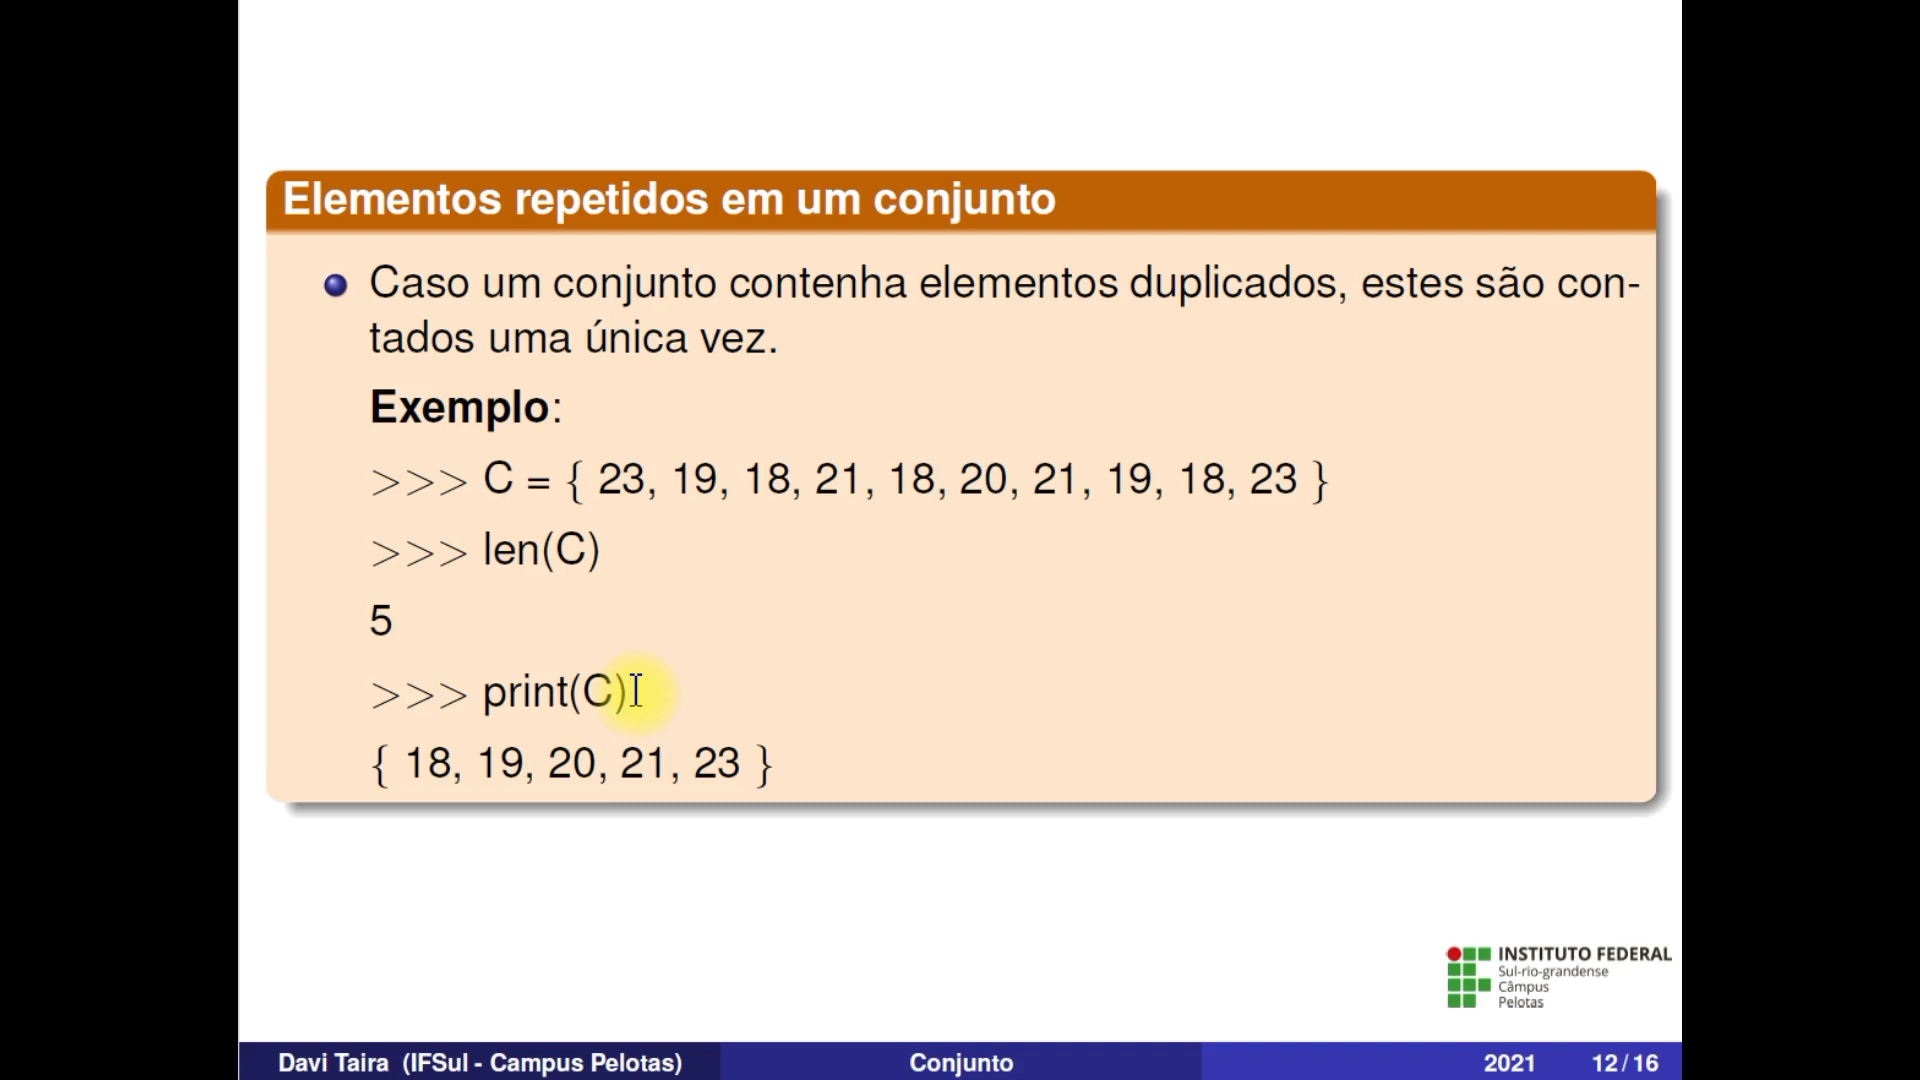 Elementos repetidos em um conjunto
Caso um conjunto contenha elementos duplicados, estes são con-
tados uma única vez.
Exemplo:
>>> C = { 23, 19, 18, 21, 18, 20, 21, 19, 18, 23 }
>>> len(C)
5
>>> print(C)
{ 18, 19, 20, 21, 23 }
INSTITUTO FEDERAL
Sul-rio-grandense
Câmpus
Pelotas
Davi Taira (IFSul - Campus Pelotas) Conjunto 2021 12 / 16